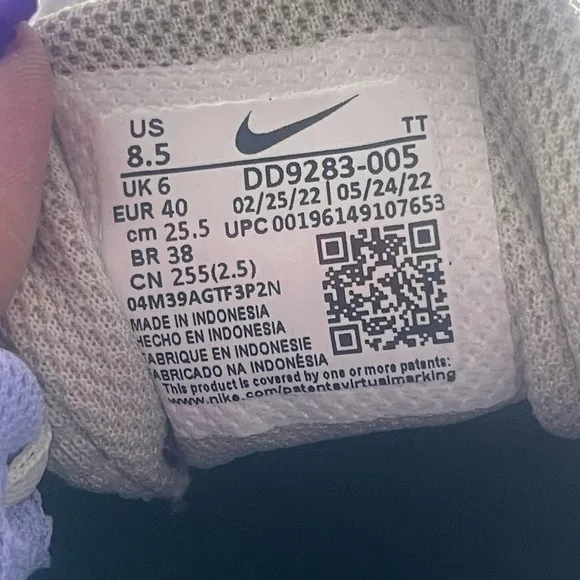 US
8.5
TT
UK 6
DD9283-005
EUR 40
02/25/22 | 05/24/22
cm 25.5
UPC 00196149107653
BR 38
CN 255(2.5)
04M39AGTF3P2N
MADE IN INDONESIA
HECHO EN INDONESIA
FABRIQUE EN INDONESIE
FABRICADO NA INDONÉSIA
This product is covered by one or more patents:
www.nike.com/patentsvirtualmarking